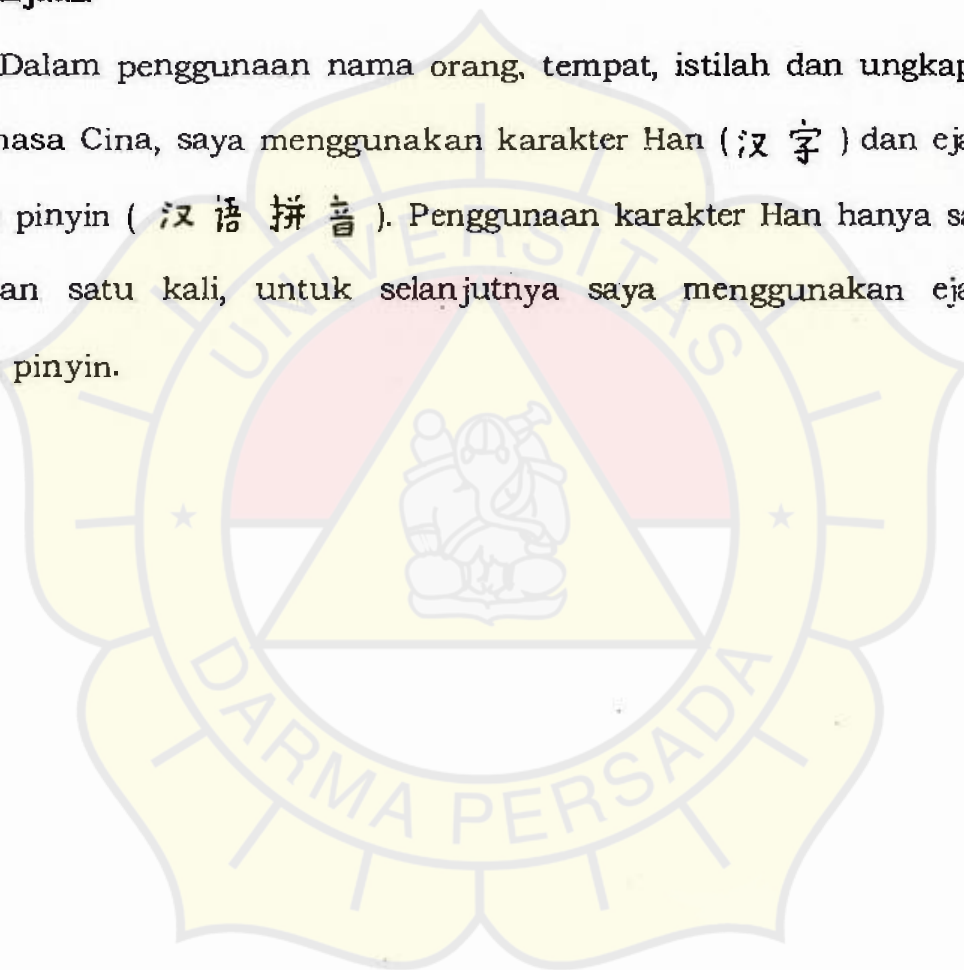 Dalam penggunaan nama orang, tempat, istilah dan ungkap
hasa Cina, saya menggunakan karakter Han (汉字) dan eja
pinyin ( 汉语拼音 ). Penggunaan karakter Han hanya sa
an satu kali, untuk selanjutnya saya menggunakan eja
pinyin.
UNIVERSITAS
DARMA PERSADA